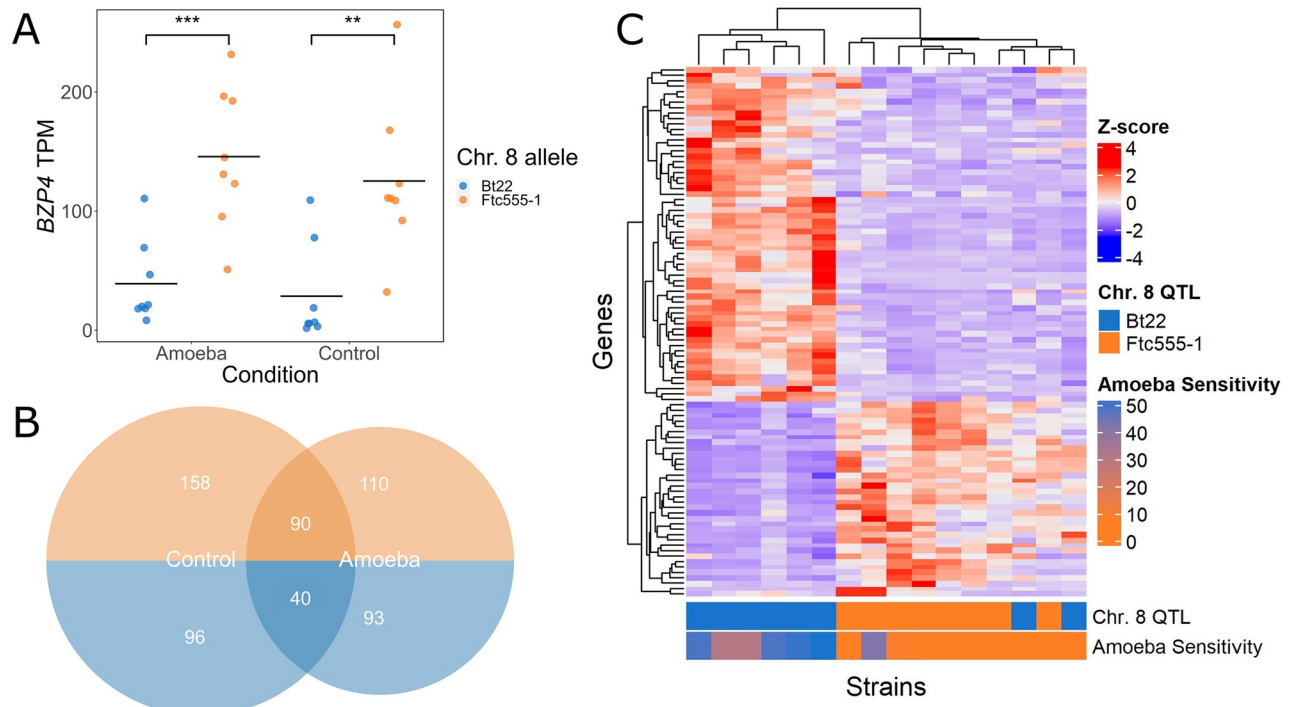 A
***
**
200
100
0
BZP4 TPM
Amoeba
Control
Condition
Chr. 8 allele
Bt22
Ftc555-1
B
158
110
90
Control
Amoeba
40
96
93
C
Genes
Strains
Chr. 8 QTL
Amoeba Sensitivity
Z-score
4
2
0
-2
-4
Chr. 8 QTL
Bt22
Ftc555-1
Amoeba Sensitivity
50
40
30
20
10
0